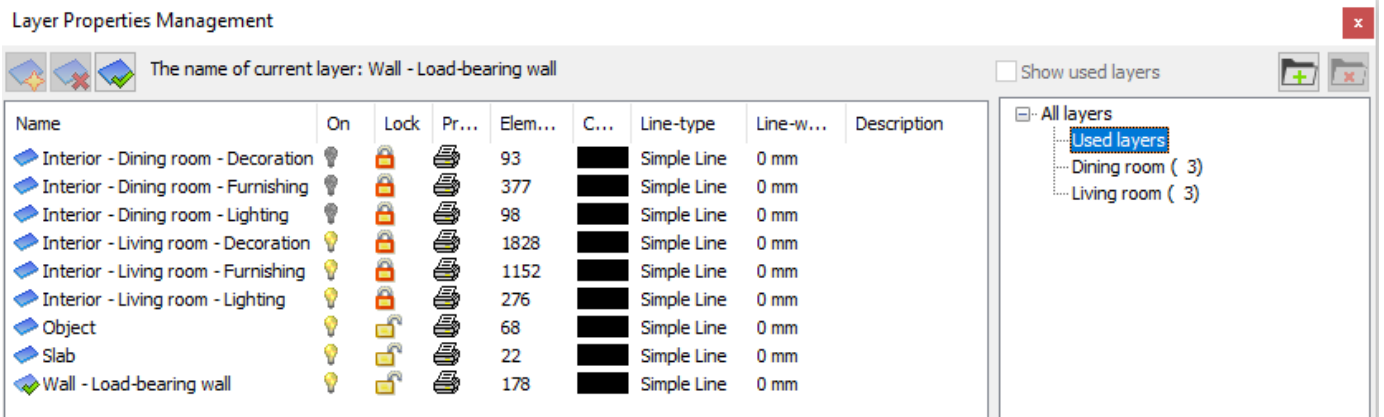 Layer Properties Management
x
The name of current layer: Wall - Load-bearing wall
Show used layers
Name On Lock Pr... Elem... C... Line-type Line-w... Description
Interior - Dining room - Decoration 93 Simple Line 0 mm
Interior - Dining room - Furnishing 377 Simple Line 0 mm
Interior - Dining room - Lighting 98 Simple Line 0 mm
Interior - Living room - Decoration 1828 Simple Line 0 mm
Interior - Living room - Furnishing 1152 Simple Line 0 mm
Interior - Living room - Lighting 276 Simple Line 0 mm
Object 68 Simple Line 0 mm
Slab 22 Simple Line 0 mm
Wall - Load-bearing wall 178 Simple Line 0 mm
All layers
Used layers
Dining room ( 3)
Living room ( 3)